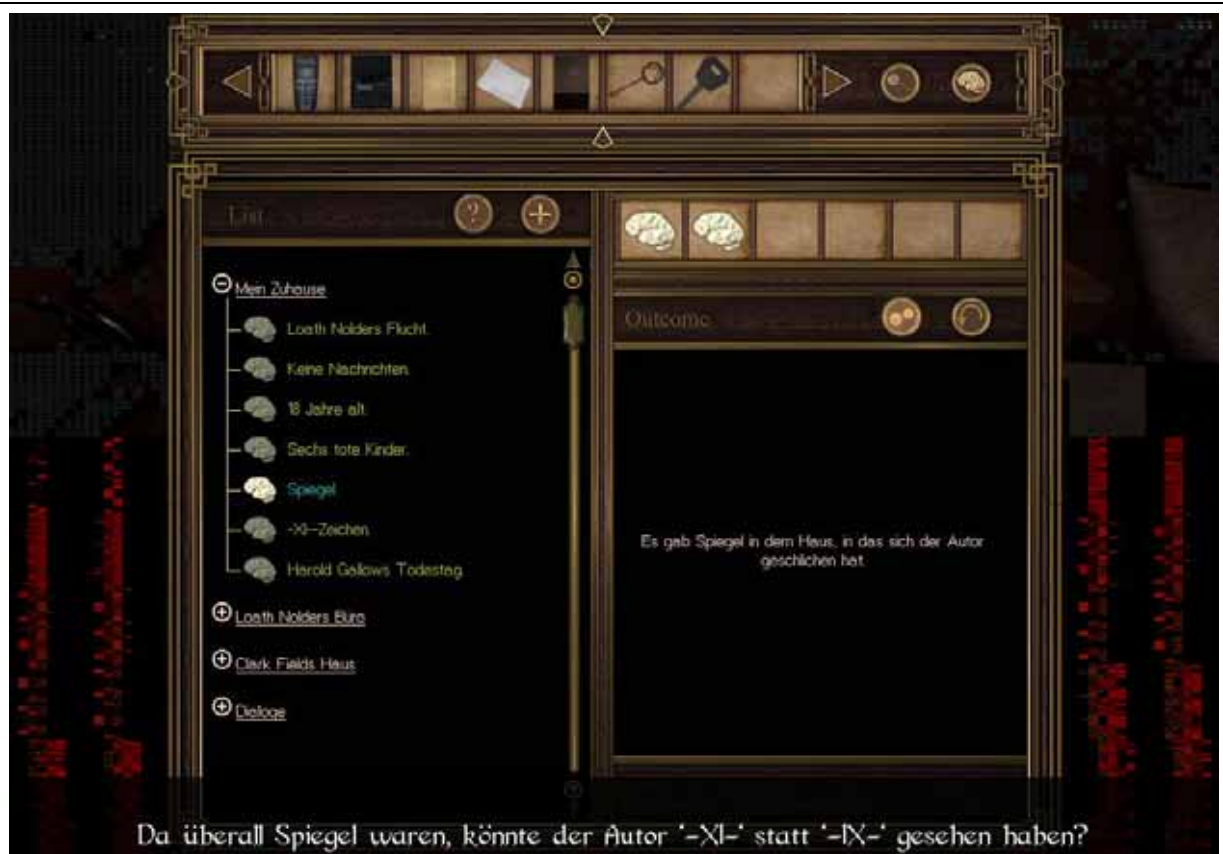 List
?
+
Mein Zuhause
Loath Nolders Flucht.
Keine Nachrichten.
18 Jahre alt.
Sechs tote Kinder.
Spiegel
-XI-Zeichen.
Harold Gallows Todestag.
Loath Nolders Büro
Clark Fields Haus
Dialoge
Outcome
Es gab Spiegel in dem Haus, in das sich der Autor
geschlichen hat.
Da überall Spiegel waren, könnte der Autor '-XI-' statt '-IX-' gesehen haben?